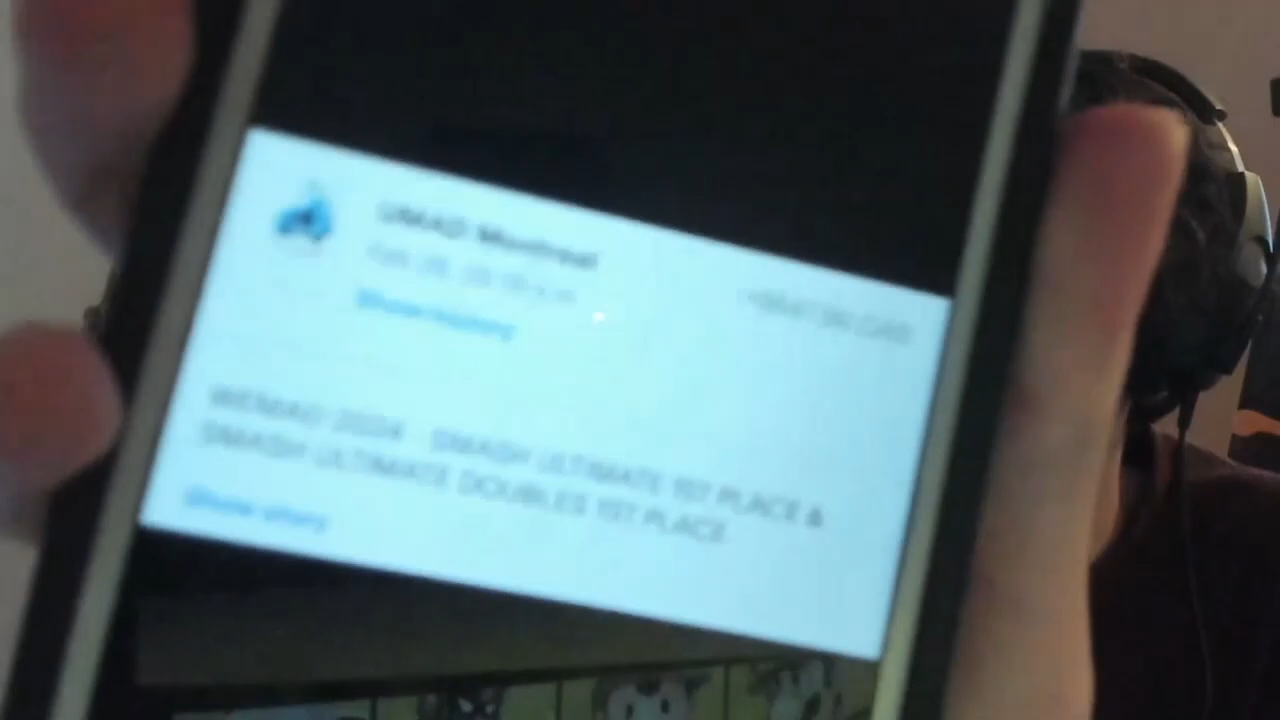 UMAD Montreal
Show history
WEMAD 2024 SMASH ULTIMATE 1ST PLACE &
SMASH ULTIMATE DOUBLES 1ST PLACE
Show story